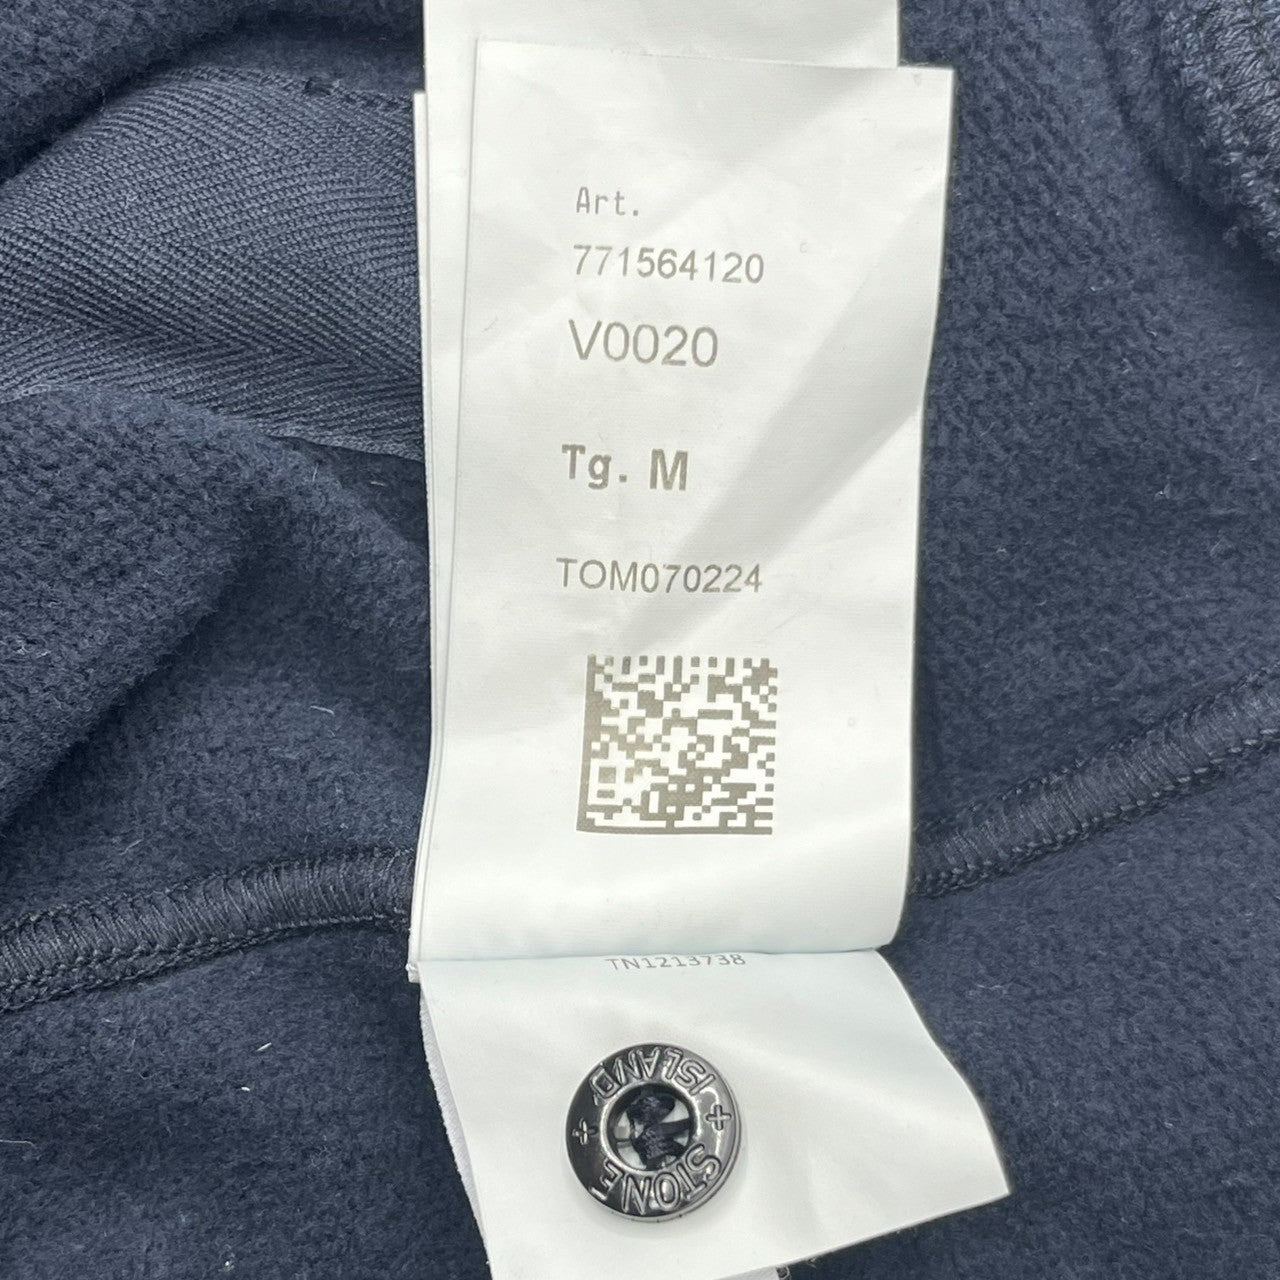 Art.
771564120
V0020
Tg. M
TOM070224
TN1213738
STONE
ISLAND